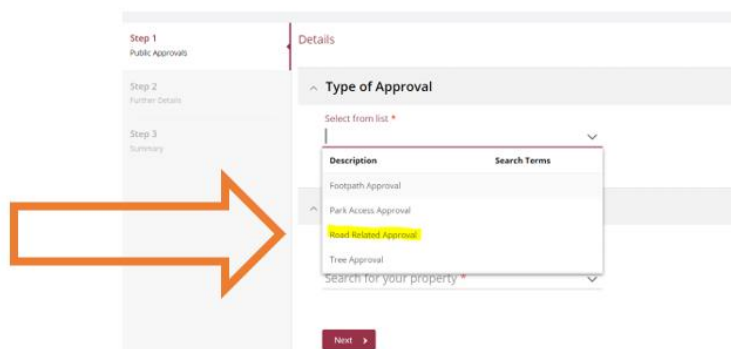 Step 1
Public Approvals
Step 2
Further Details
Step 3
Summary
Details
Type of Approval
Select from list *
Description Search Terms
Footpath Approval
Park Access Approval
Road Related Approval
Tree Approval
Search for your property *
Next